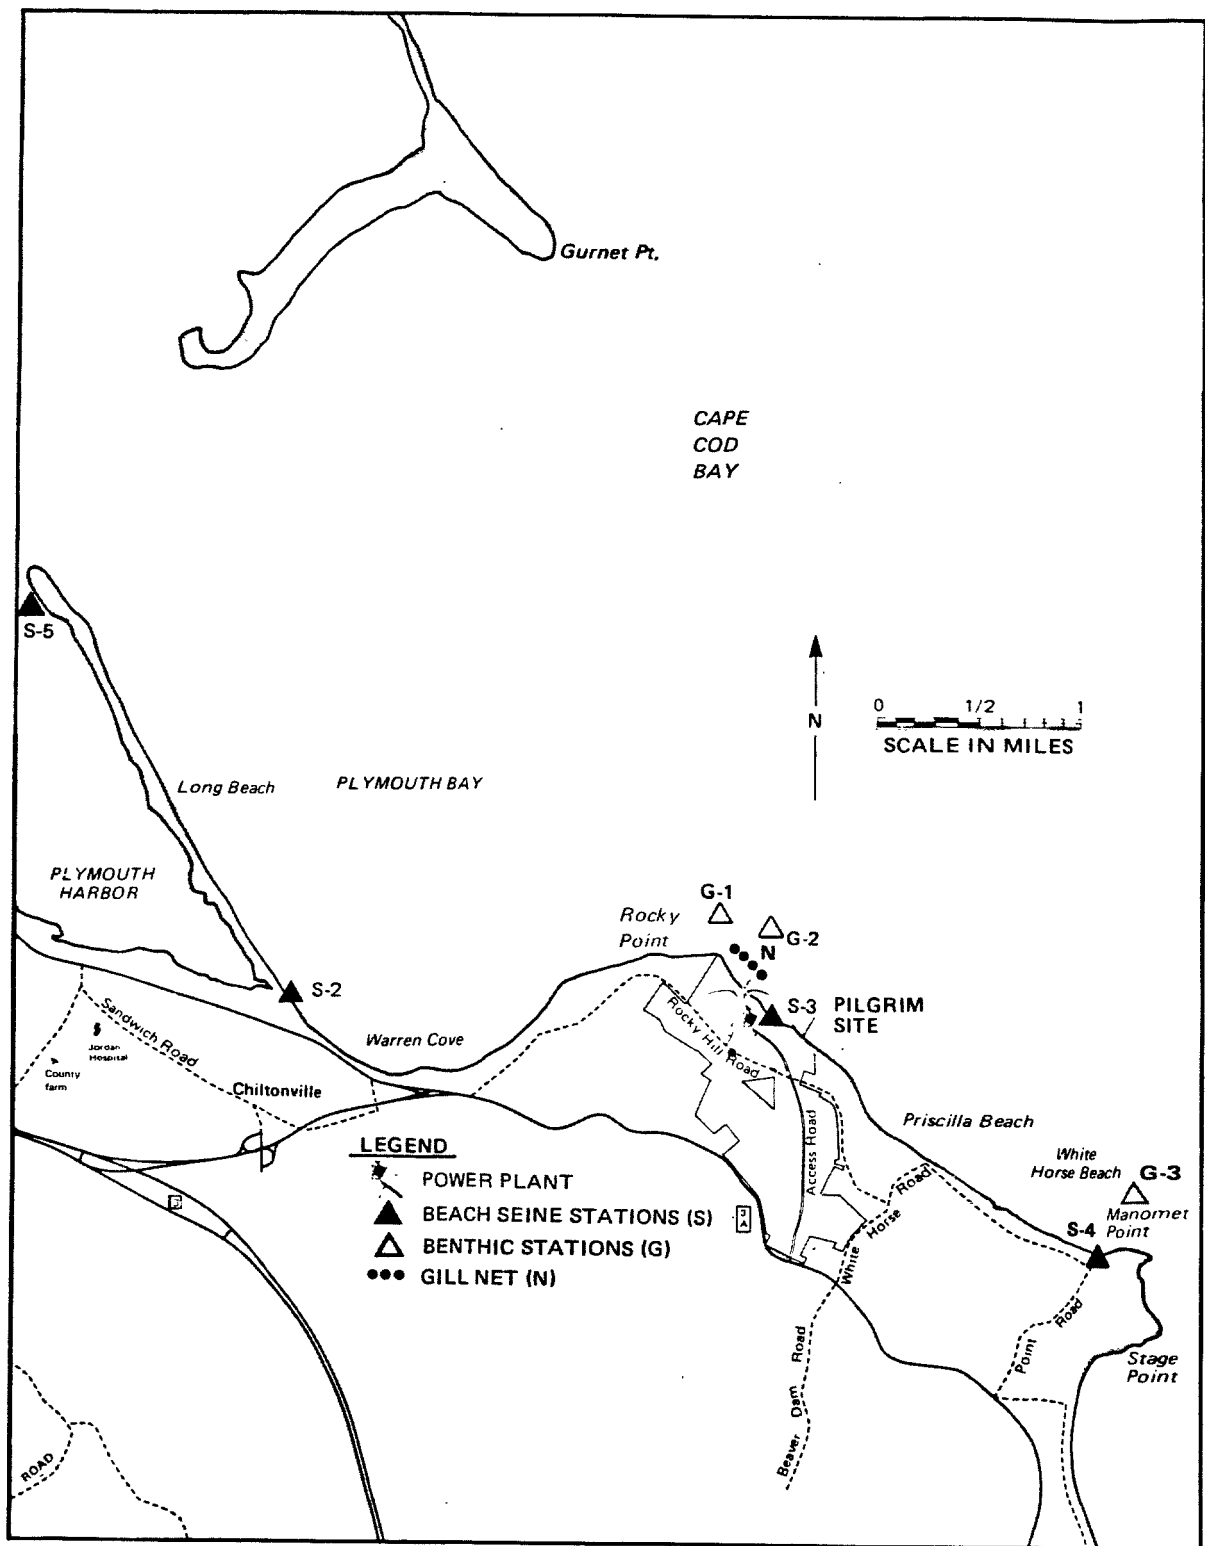 Gurnet Pt.
CAPE
COD
BAY
S-5
N
0 1/2 1
SCALE IN MILES
Long Beach
PLYMOUTH BAY
PLYMOUTH
HARBOR
G-1
Rocky
Point
G-2
N
S-2
S-3
PILGRIM
SITE
Sandwich Road
Jordan
Hospital
County
farm
Warren Cove
Rocky Hill Road
Chiltonville
Access Road
Priscilla Beach
White
Horse Beach
G-3
Manomet
Point
S-4
White Horse Road
LEGEND
POWER PLANT
BEACH SEINE STATIONS (S)
BENTHIC STATIONS (G)
GILL NET (N)
3A
Point Road
Stage
Point
Beaver Dam Road
ROAD